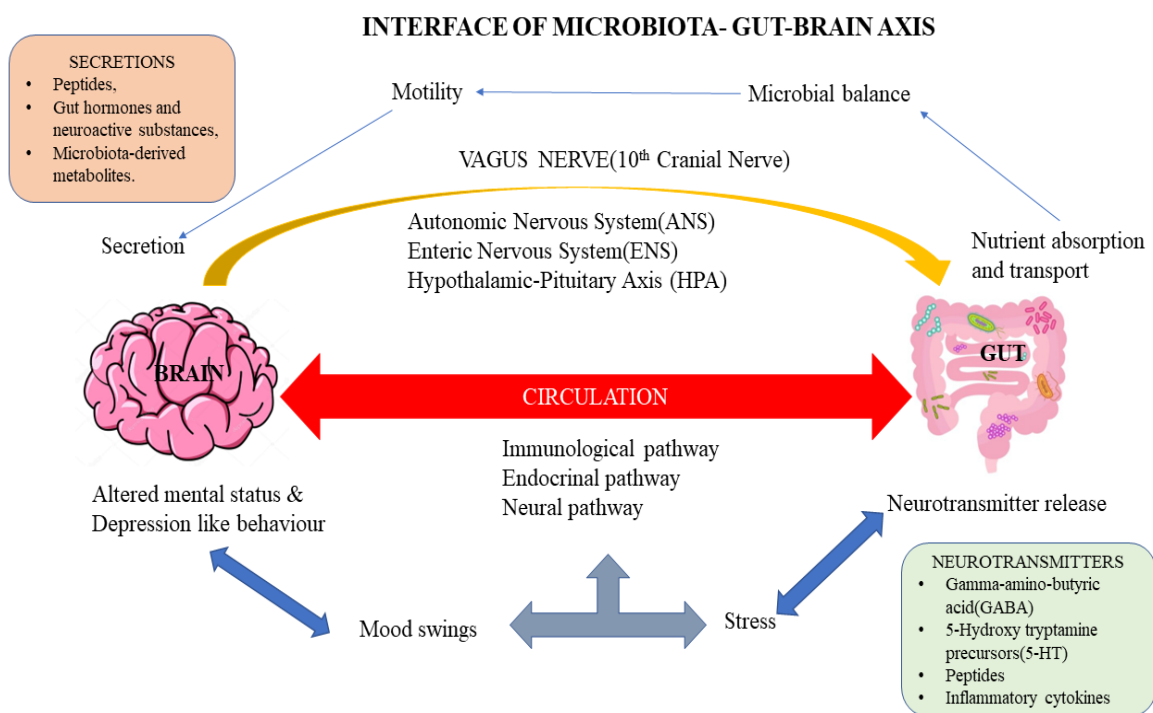 INTERFACE OF MICROBIOTA- GUT-BRAIN AXIS
SECRETIONS
• Peptides,
• Gut hormones and
neuroactive substances,
• Microbiota-derived
metabolites.
Motility
Microbial balance
VAGUS NERVE(10th Cranial Nerve)
Secretion
Autonomic Nervous System(ANS)
Enteric Nervous System(ENS)
Hypothalamic-Pituitary Axis (HPA)
Nutrient absorption
and transport
BRAIN
GUT
CIRCULATION
Immunological pathway
Endocrinal pathway
Neural pathway
Altered mental status &
Depression like behaviour
Neurotransmitter release
Mood swings
Stress
NEUROTRANSMITTERS
• Gamma-amino-butyric
acid(GABA)
• 5-Hydroxy tryptamine
precursors(5-HT)
• Peptides
• Inflammatory cytokines